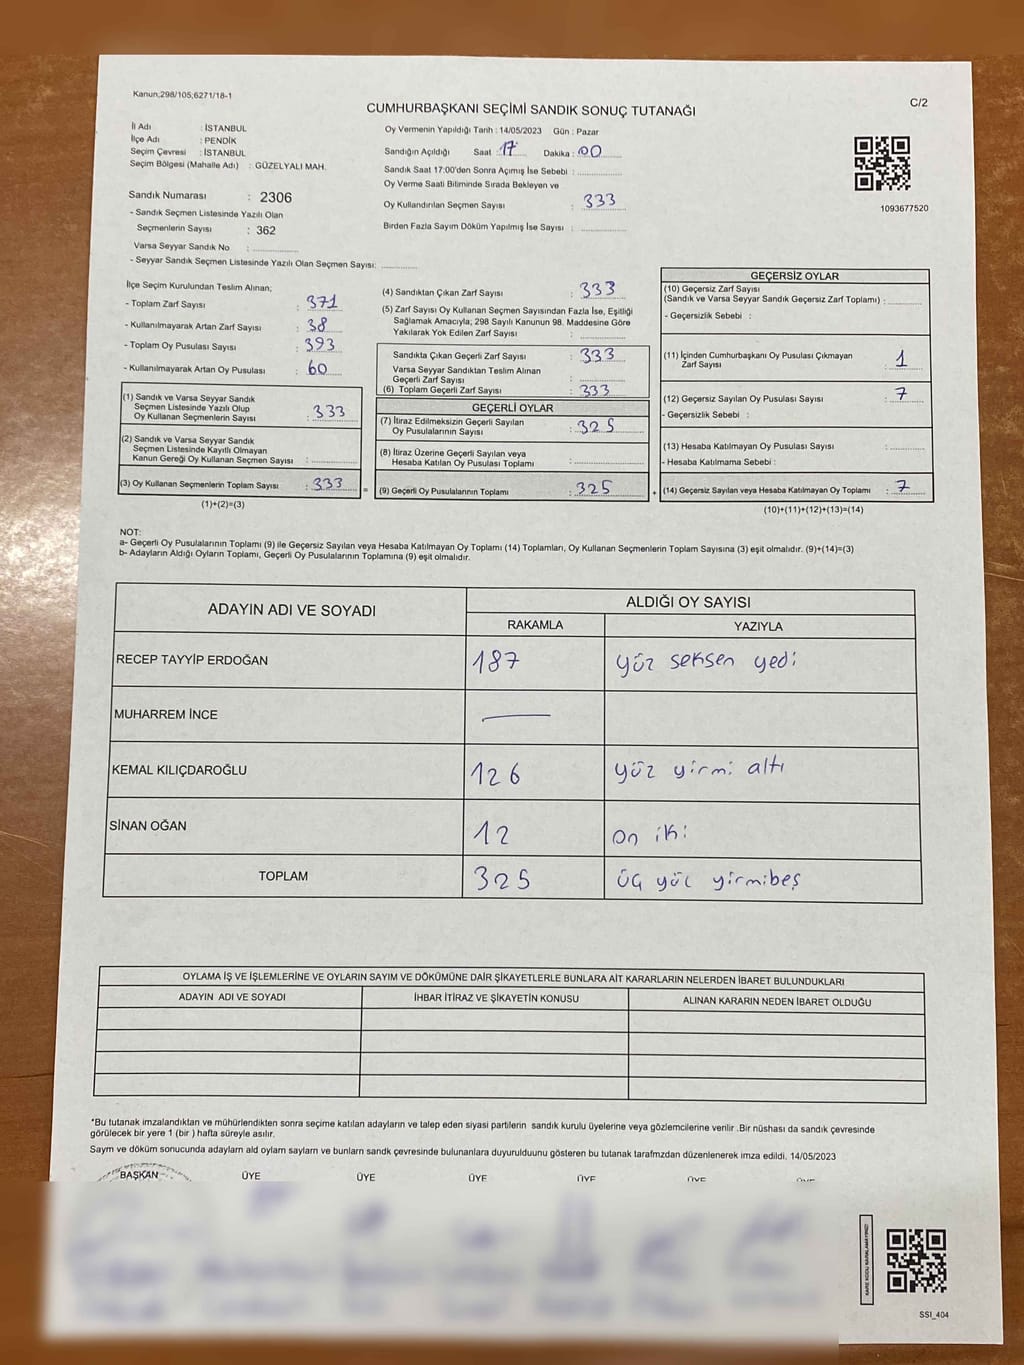 Kanun;298/105;6271/18-1
C/2
CUMHURBAŞKANI SEÇİMİ SANDIK SONUÇ TUTANAĞI
İli Adı : İSTANBUL
İlçe Adı : PENDİK
Seçim Çevresi : İSTANBUL
Seçim Bölgesi (Mahalle Adı) : GÜZELYALI MAH.
Oy Vermenin Yapıldığı Tarih : 14/05/2023 Gün : Pazar
Sandığın Açıldığı Saat 17 Dakika : 00
Sandık Saat 17:00'den Sonra Açımış İse Sebebi :
Oy Verme Saati Bitiminde Sırada Bekleyen ve
Oy Kullandırılan Seçmen Sayısı : 333
Birden Fazla Sayım Döküm Yapılmış İse Sayısı :
1093677520
Sandık Numarası : 2306
- Sandık Seçmen Listesinde Yazılı Olan
Seçmenlerin Sayısı : 362
Varsa Seyyar Sandık No :
- Seyyar Sandık Seçmen Listesinde Yazılı Olan Seçmen Sayısı:
İlçe Seçim Kurulundan Teslim Alınan;
- Toplam Zarf Sayısı : 371
- Kullanılmayarak Artan Zarf Sayısı : 38
- Toplam Oy Pusulası Sayısı : 393
- Kullanılmayarak Artan Oy Pusulası : 60
(1) Sandık ve Varsa Seyyar Sandık
Seçmen Listesinde Yazılı Olup
Oy Kullanan Seçmenlerin Sayısı : 333
(2) Sandık ve Varsa Seyyar Sandık
Seçmen Listesinde Kayıtlı Olmayan
Kanun Gereği Oy Kullanan Seçmen Sayısı :
(3) Oy Kullanan Seçmenlerin Toplam Sayısı : 333
(1)+(2)=(3)
=
(4) Sandıktan Çıkan Zarf Sayısı : 333
(5) Zarf Sayısı Oy Kullanan Seçmen Sayısından Fazla İse, Eşitliği
Sağlamak Amacıyla; 298 Sayılı Kanunun 98. Maddesine Göre
Yakılarak Yok Edilen Zarf Sayısı :
Sandıkta Çıkan Geçerli Zarf Sayısı : 333
Varsa Seyyar Sandıktan Teslim Alınan
Geçerli Zarf Sayısı :
(6) Toplam Geçerli Zarf Sayısı : 333
GEÇERLİ OYLAR
(7) İtiraz Edilmeksizin Geçerli Sayılan
Oy Pusulalarının Sayısı : 325
(8) İtiraz Üzerine Geçerli Sayılan veya
Hesaba Katılan Oy Pusulası Toplamı :
(9) Geçerli Oy Pusulalarının Toplamı : 325
+
GEÇERSİZ OYLAR
(10) Geçersiz Zarf Sayısı
(Sandık ve Varsa Seyyar Sandık Geçersiz Zarf Toplamı) :
- Geçersizlik Sebebi :
(11) İçinden Cumhurbaşkanı Oy Pusulası Çıkmayan
Zarf Sayısı : 1
(12) Geçersiz Sayılan Oy Pusulası Sayısı : 7
- Geçersizlik Sebebi :
(13) Hesaba Katılmayan Oy Pusulası Sayısı :
- Hesaba Katılmama Sebebi :
(14) Geçersiz Sayılan veya Hesaba Katılmayan Oy Toplamı : 7
(10)+(11)+(12)+(13)=(14)
NOT:
a- Geçerli Oy Pusulalarının Toplamı (9) ile Geçersiz Sayılan veya Hesaba Katılmayan Oy Toplamı (14) Toplamları, Oy Kullanan Seçmenlerin Toplam Sayısına (3) eşit olmalıdır. (9)+(14)=(3)
b- Adayların Aldığı Oyların Toplamı, Geçerli Oy Pusulalarının Toplamına (9) eşit olmalıdır.
ADAYIN ADI VE SOYADI ALDIĞI OY SAYISI
RAKAMLA YAZIYLA
RECEP TAYYİP ERDOĞAN 187 yüz seksen yedi
MUHARREM İNCE —
KEMAL KILIÇDAROĞLU 126 yüz yirmi altı
SİNAN OĞAN 12 on iki
TOPLAM 325 üç yüz yirmibeş
OYLAMA İŞ VE İŞLEMLERİNE VE OYLARIN SAYIM VE DÖKÜMÜNE DAİR ŞİKAYETLERLE BUNLARA AİT KARARLARIN NELERDEN İBARET BULUNDUKLARI
ADAYIN ADI VE SOYADI İHBAR İTİRAZ VE ŞİKAYETİN KONUSU ALINAN KARARIN NEDEN İBARET OLDUĞU
*Bu tutanak imzalandıktan ve mühürlendikten sonra seçime katılan adayların ve talep eden siyasi partilerin sandık kurulu üyelerine veya gözlemcilerine verilir .Bir nüshası da sandık çevresinde
görülecek bir yere 1 (bir ) hafta süreyle asılır.
Sayım ve döküm sonucunda adayların ald oylam sayların ve bunların sandk çevresinde bulunanlara duyurulduunu gösteren bu tutanak tarafmzdan düzenlenerek imza edildi. 14/05/2023
BAŞKAN ÜYE ÜYE ÜYE ÜYE ÜYE
KARE KODU KARALAMAYINIZ!
SSI_404